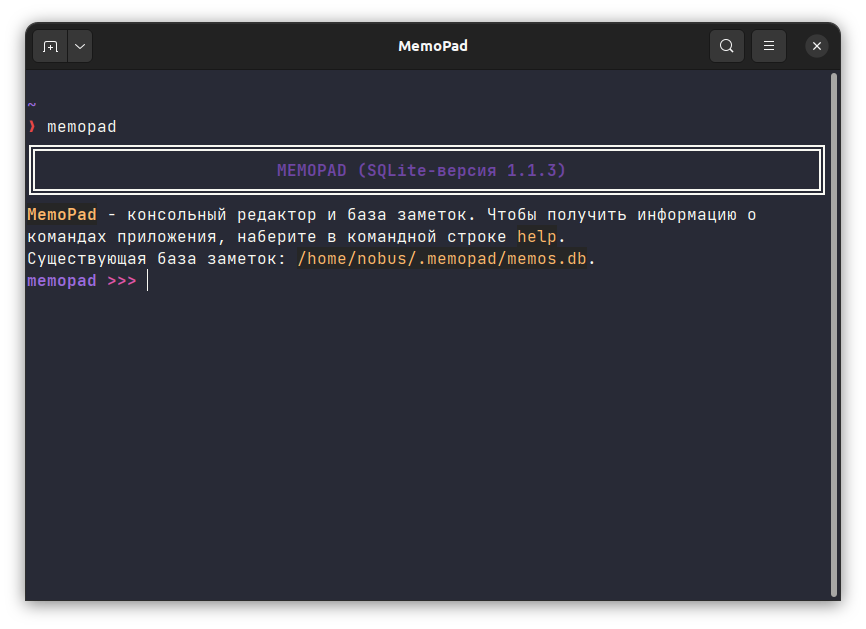 MemoPad
~
❯ memopad
MEMOPAD (SQLite-версия 1.1.3)
MemoPad - консольный редактор и база заметок. Чтобы получить информацию о
командах приложения, наберите в командной строке help.
Существующая база заметок: /home/nobus/.memopad/memos.db.
memopad >>>